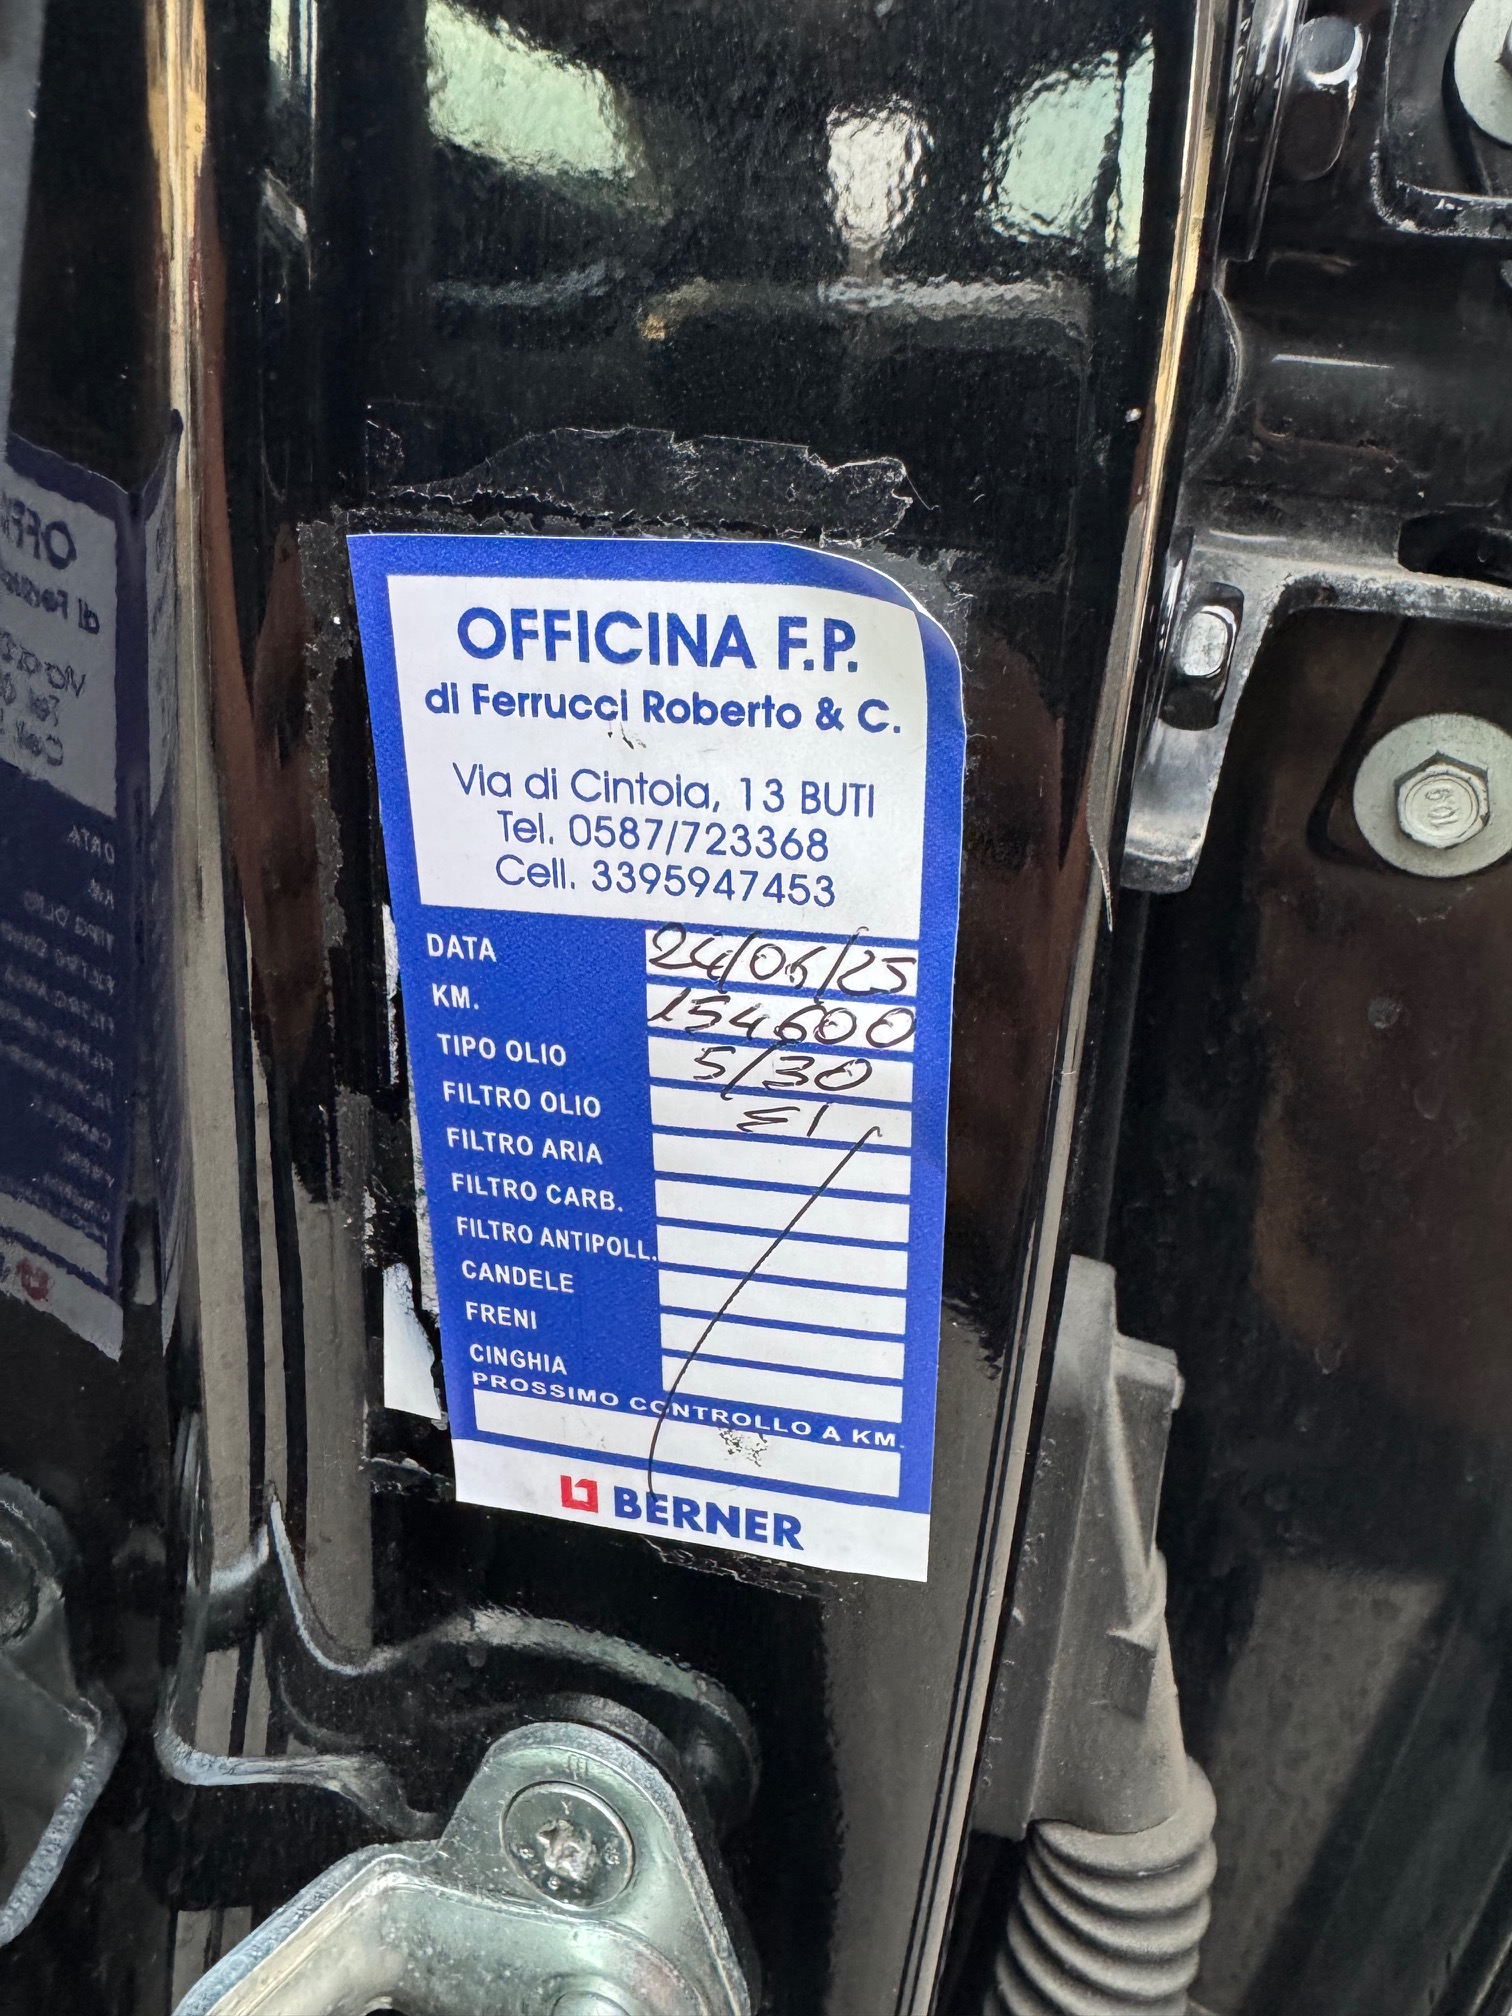 OFFICINA F.P.
di Ferrucci Roberto & C.
Via di Cintoia, 13 BUTI
Tel. 0587/723368
Cell. 3395947453
DATA 24/06/25
KM. 154600
TIPO OLIO 5/30
FILTRO OLIO SI
FILTRO ARIA
FILTRO CARB.
FILTRO ANTIPOLL.
CANDELE
FRENI
CINGHIA
PROSSIMO CONTROLLO A KM.
BERNER